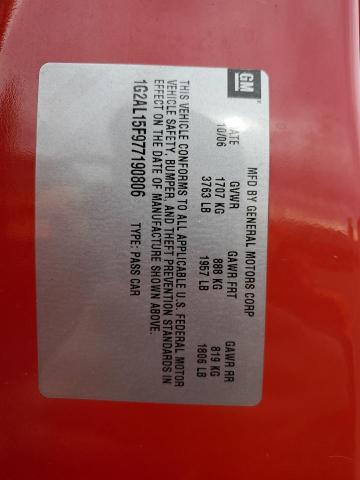 GM
MFD BY GENERAL MOTORS CORP
DATE GVWR GAWR FRT GAWR RR
10/06 1707 KG 888 KG 819 KG
3763 LB 1957 LB 1806 LB
THIS VEHICLE CONFORMS TO ALL APPLICABLE U.S. FEDERAL MOTOR
VEHICLE SAFETY, BUMPER, AND THEFT PREVENTION STANDARDS IN
EFFECT ON THE DATE OF MANUFACTURE SHOWN ABOVE.
1G2AL15F977190806 TYPE: PASS CAR